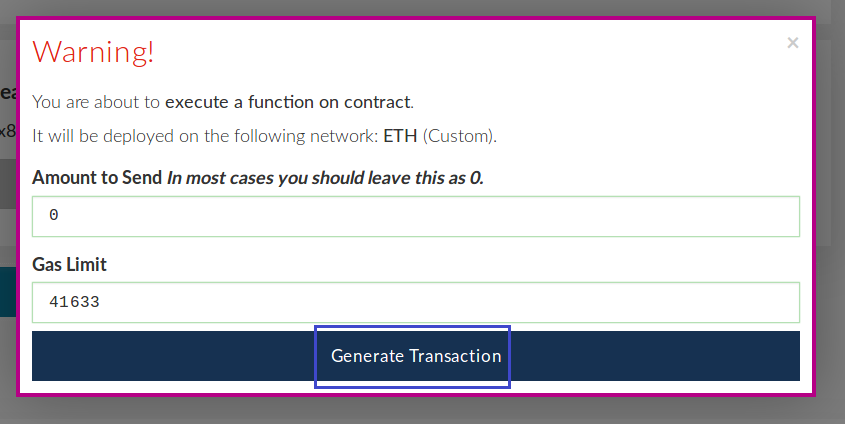 Warning!
×
You are about to execute a function on contract.
It will be deployed on the following network: ETH (Custom).
Amount to Send In most cases you should leave this as 0.
0
Gas Limit
41633
Generate Transaction